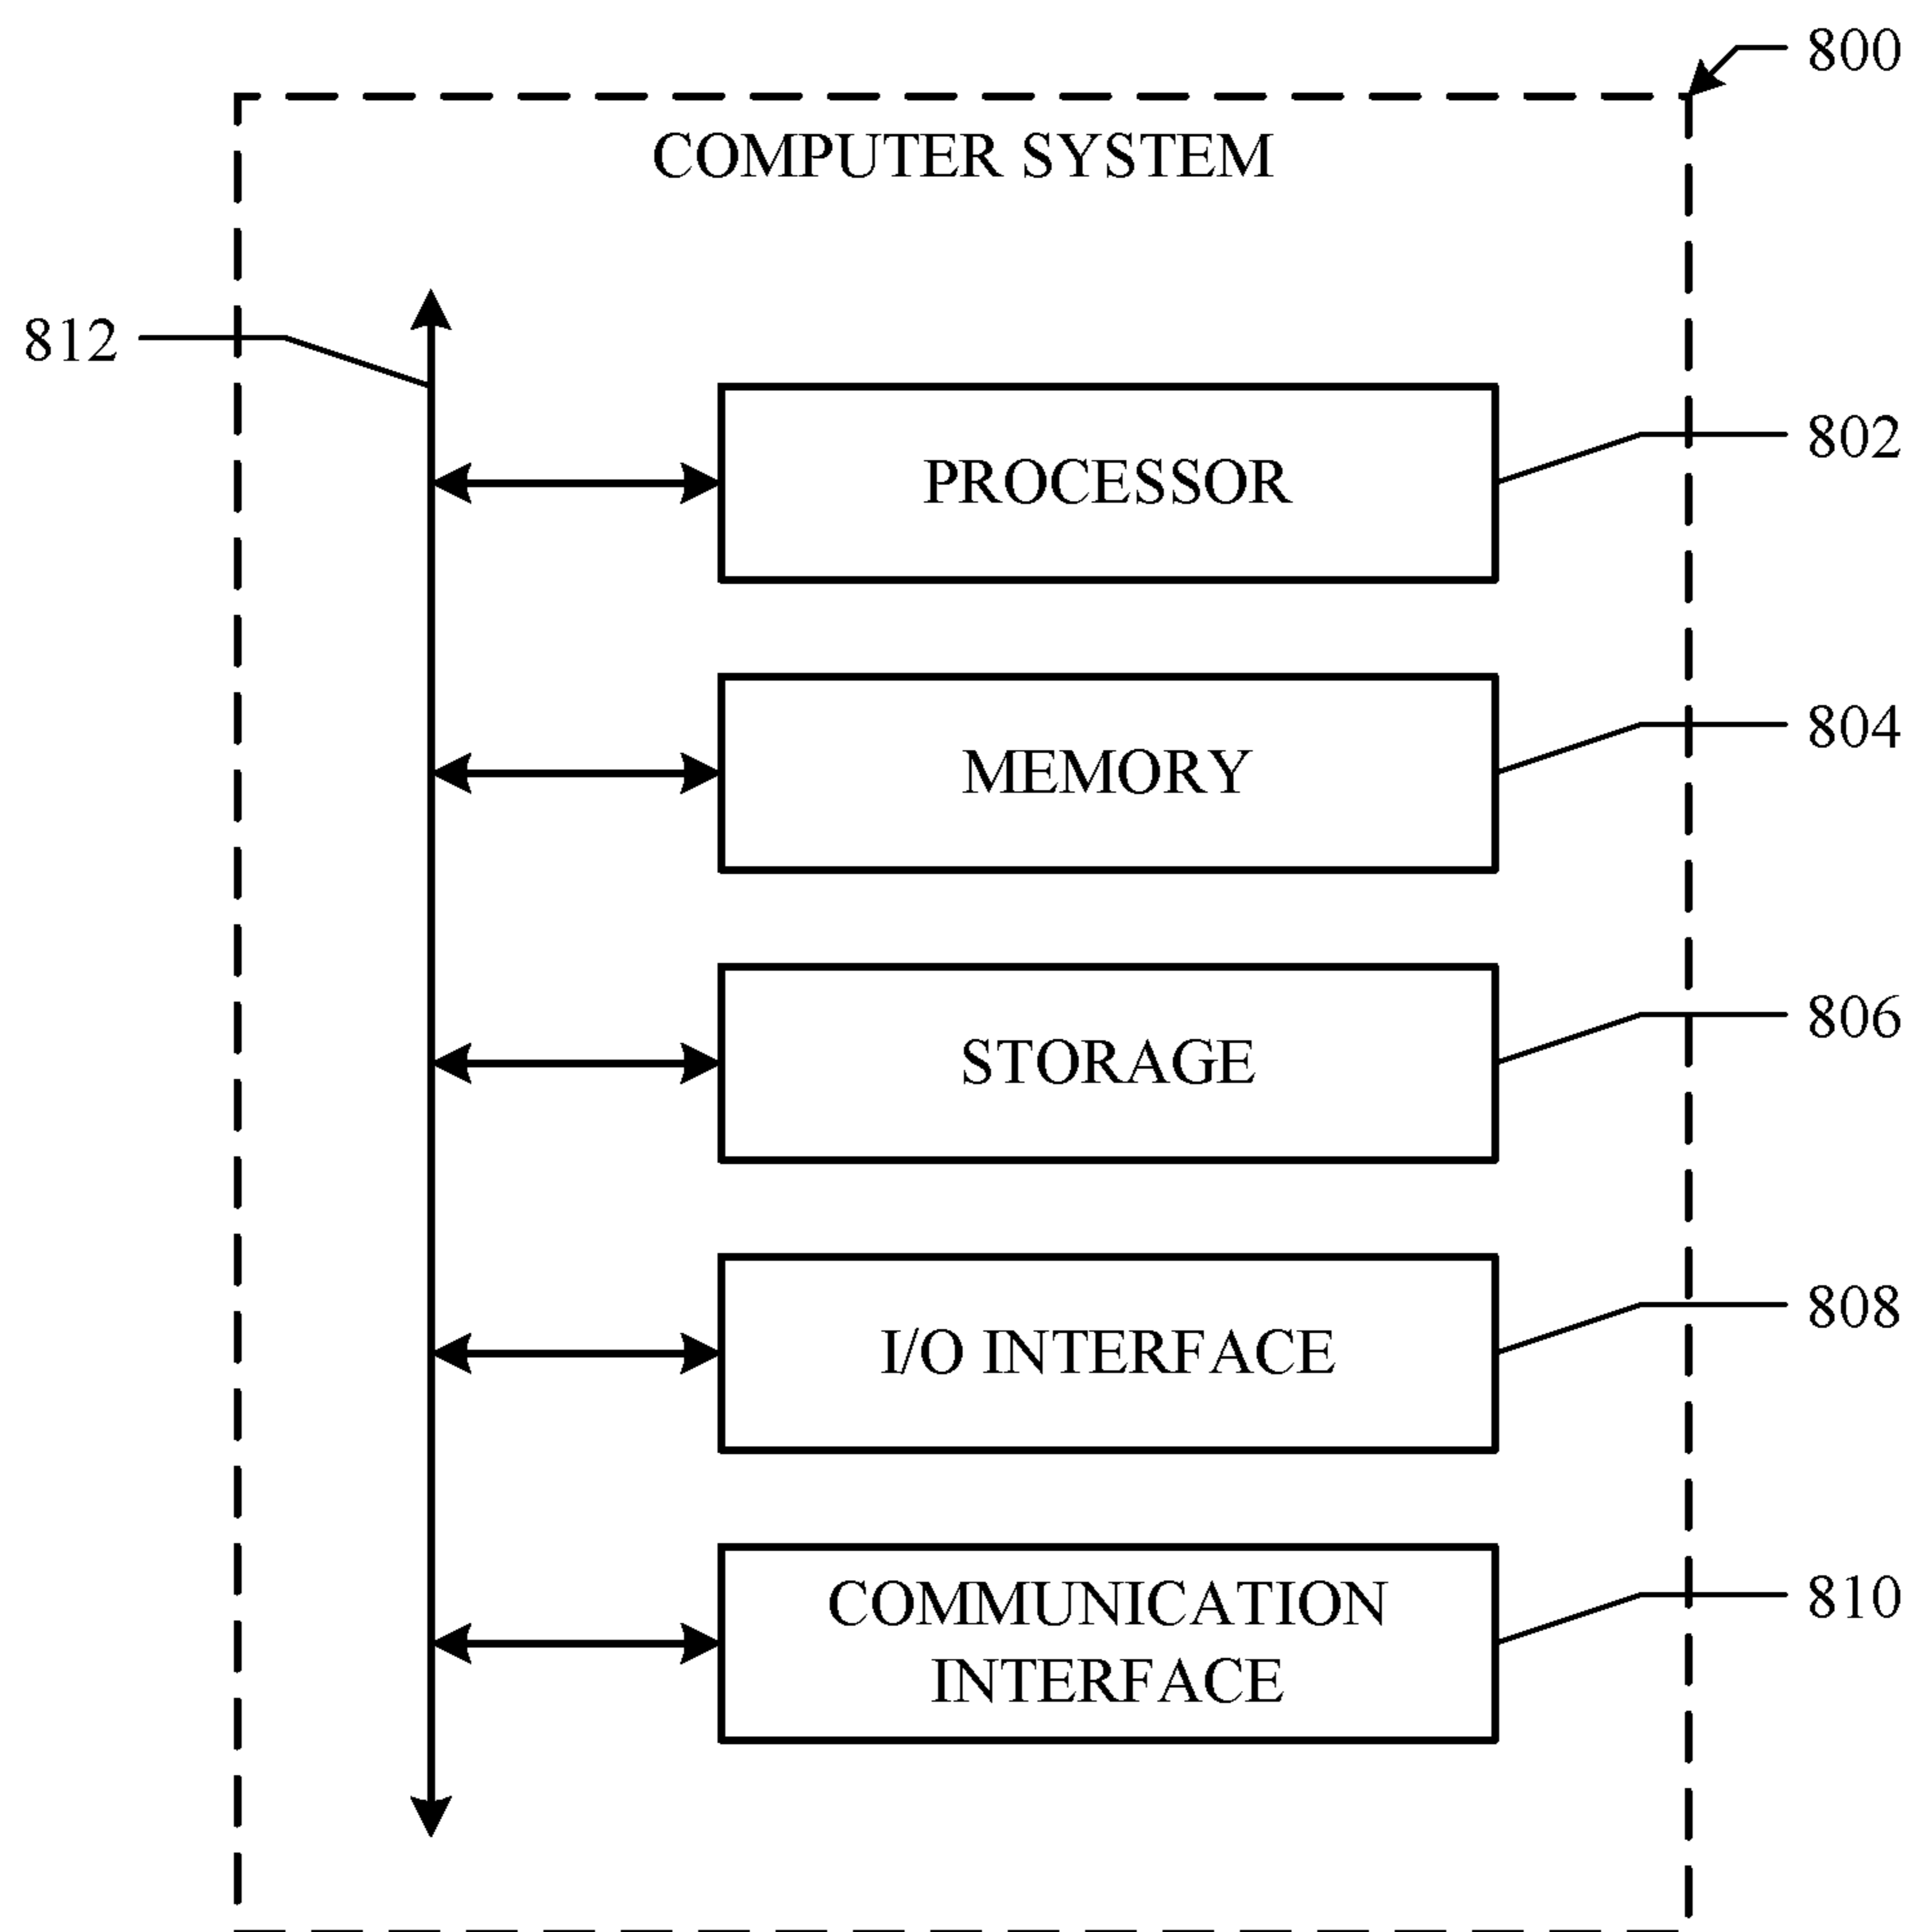 800
COMPUTER SYSTEM
812
PROCESSOR
802
MEMORY
804
STORAGE
806
I/O INTERFACE
808
COMMUNICATION
INTERFACE
810